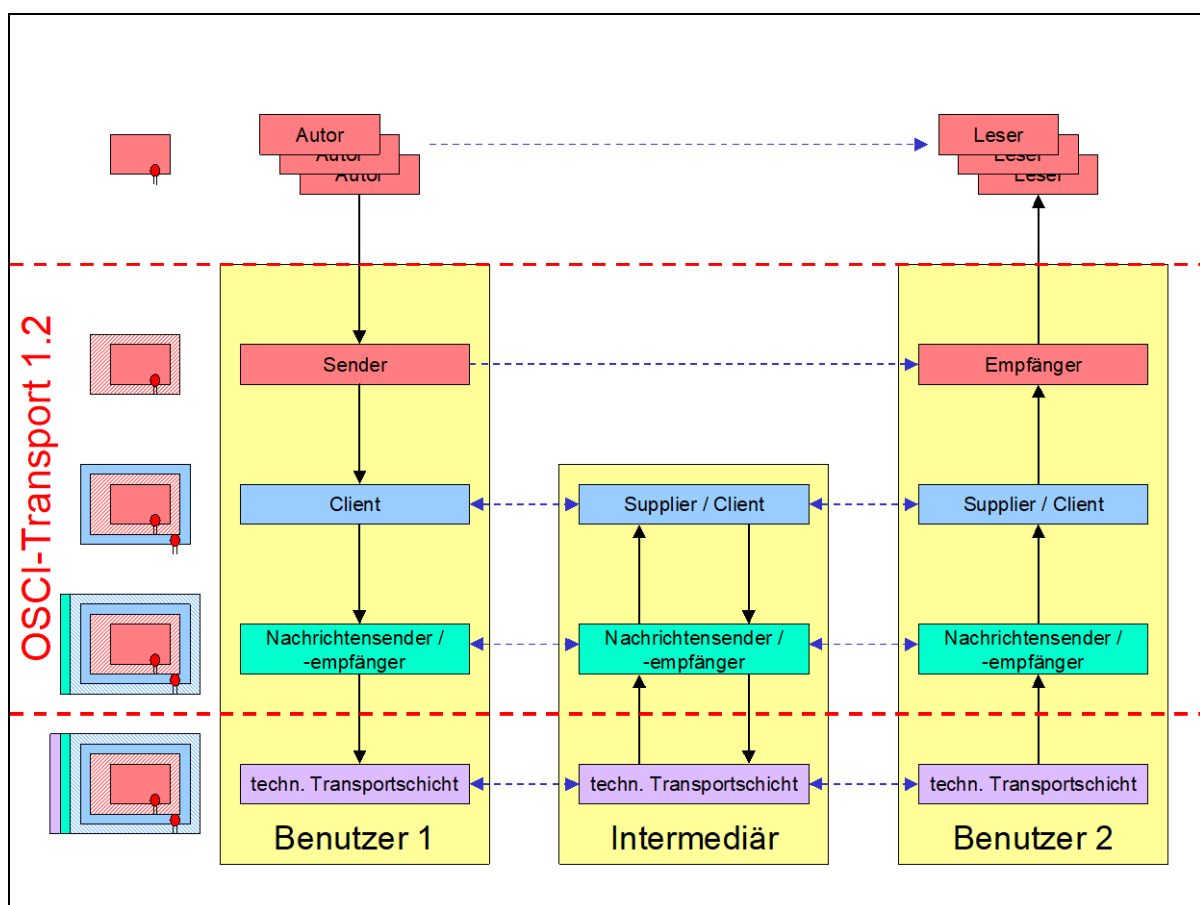 Autor
Autor
Autor
Leser
Leser
Leser
OSCI-Transport 1.2
Sender
Empfänger
Client
Supplier / Client
Supplier / Client
Nachrichtensender /
-empfänger
Nachrichtensender /
-empfänger
Nachrichtensender /
-empfänger
techn. Transportschicht
techn. Transportschicht
techn. Transportschicht
Benutzer 1
Intermediär
Benutzer 2